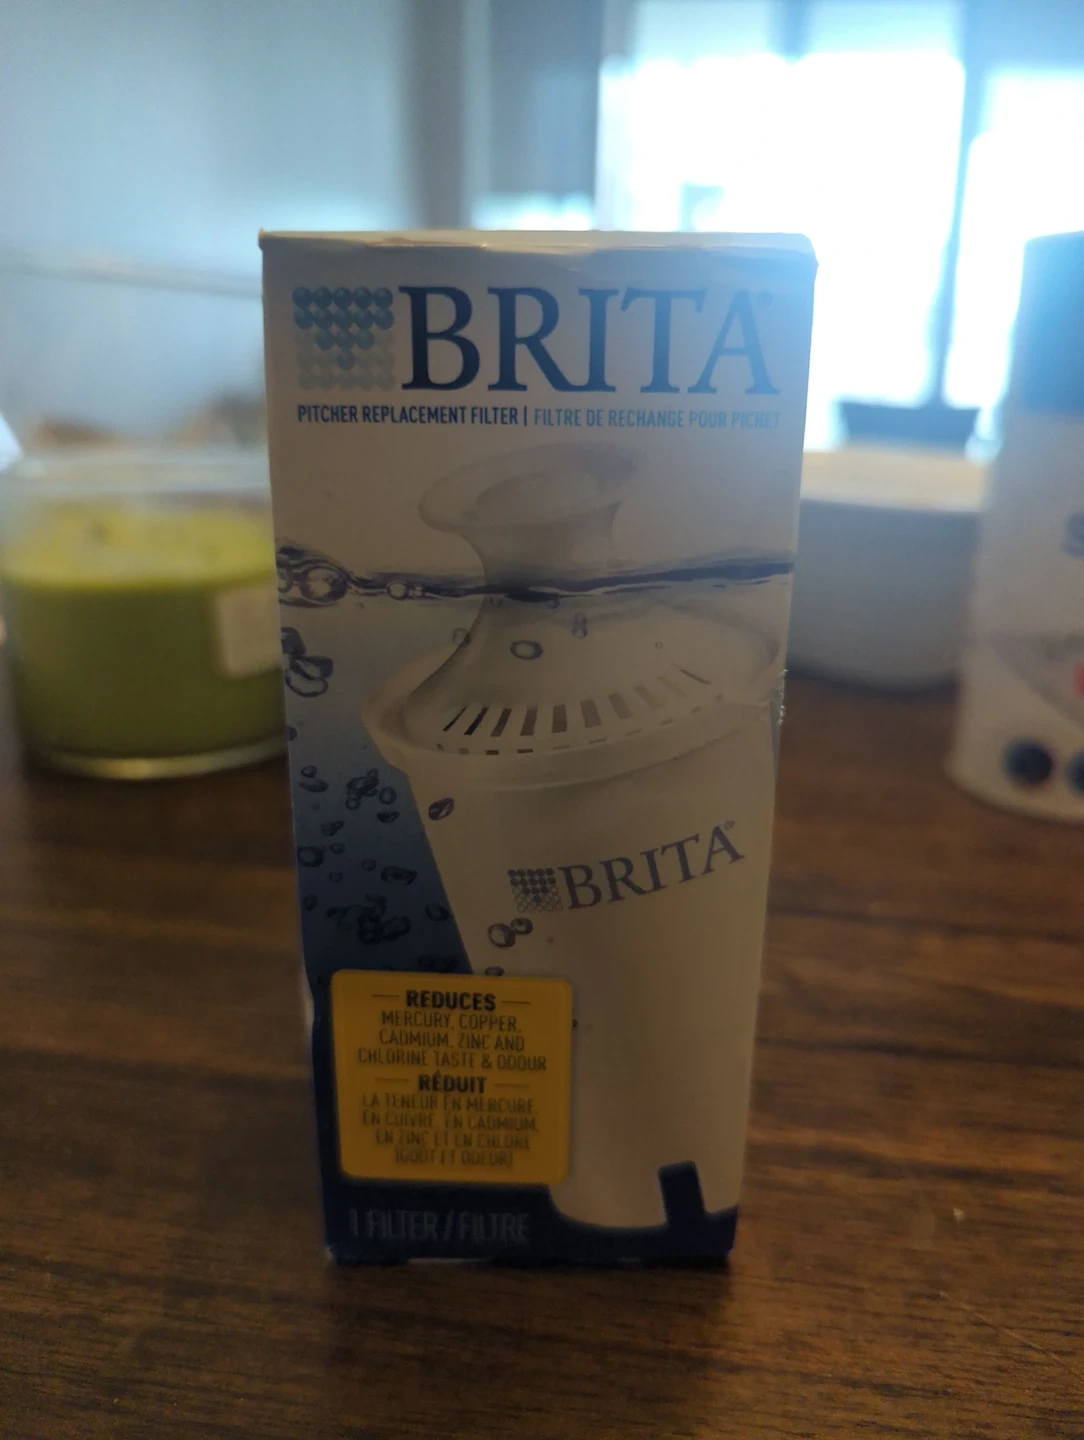 BRITA®
PITCHER REPLACEMENT FILTER | FILTRE DE RECHANGE POUR PICHET
BRITA®
REDUCES
MERCURY, COPPER,
CADMIUM, ZINC AND
CHLORINE TASTE & ODOUR
RÉDUIT
LA TENEUR EN MERCURE,
EN CUIVRE, EN CADMIUM,
EN ZINC ET EN CHLORE
(GOÛT ET ODEUR)
1 FILTER / FILTRE